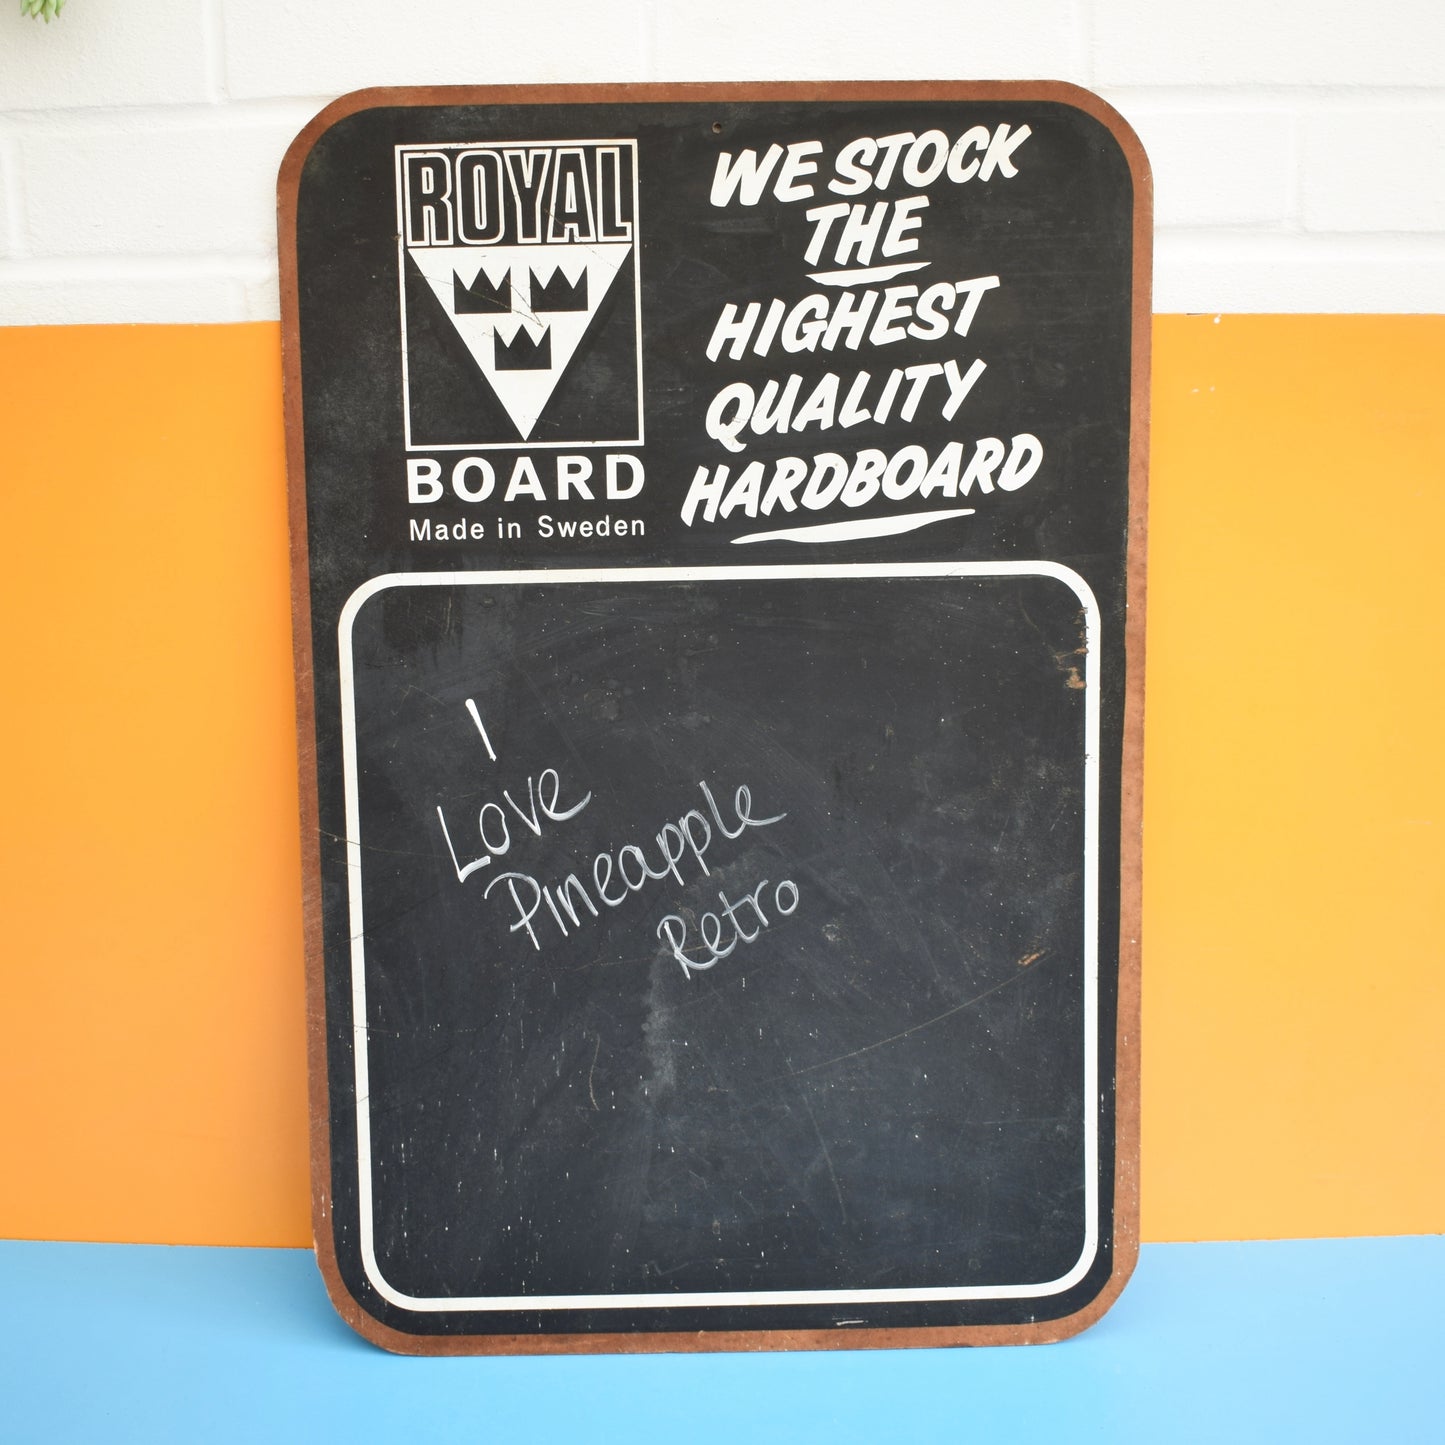 ROYAL
BOARD
Made in Sweden
WE STOCK
THE
HIGHEST
QUALITY
HARDBOARD
I
Love
Pineapple
Retro